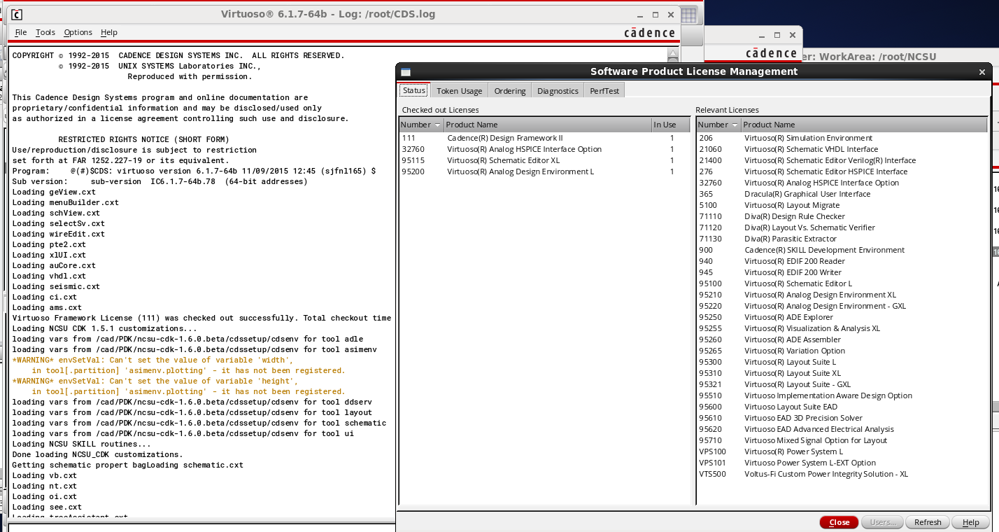 Virtuoso® 6.1.7-64b - Log: /root/CDS.log
File Tools Options Help
cādence
COPYRIGHT © 1992-2015 CADENCE DESIGN SYSTEMS INC. ALL RIGHTS RESERVED.
© 1992-2015 UNIX SYSTEMS Laboratories INC.,
Reproduced with permission.
This Cadence Design Systems program and online documentation are
proprietary/confidential information and may be disclosed/used only
as authorized in a license agreement controlling such use and disclosure.
RESTRICTED RIGHTS NOTICE (SHORT FORM)
Use/reproduction/disclosure is subject to restriction
set forth at FAR 1252.227-19 or its equivalent.
Program: @(#)$CDS: virtuoso version 6.1.7-64b 11/09/2015 12:45 (sjfnl165) $
Sub version: sub-version IC6.1.7-64b.78 (64-bit addresses)
Loading geView.cxt
Loading menuBuilder.cxt
Loading schView.cxt
Loading selectSv.cxt
Loading wireEdit.cxt
Loading pte2.cxt
Loading xlUI.cxt
Loading auCore.cxt
Loading vhdl.cxt
Loading seismic.cxt
Loading ci.cxt
Loading ams.cxt
Virtuoso Framework License (111) was checked out successfully. Total checkout time
Loading NCSU CDK 1.5.1 customizations...
loading vars from /cad/PDK/ncsu-cdk-1.6.0.beta/cdssetup/cdsenv for tool adle
loading vars from /cad/PDK/ncsu-cdk-1.6.0.beta/cdssetup/cdsenv for tool asimenv
*WARNING* envSetVal: Can't set the value of variable 'width',
in tool[.partition] 'asimenv.plotting' - it has not been registered.
*WARNING* envSetVal: Can't set the value of variable 'height',
in tool[.partition] 'asimenv.plotting' - it has not been registered.
loading vars from /cad/PDK/ncsu-cdk-1.6.0.beta/cdssetup/cdsenv for tool ddserv
loading vars from /cad/PDK/ncsu-cdk-1.6.0.beta/cdssetup/cdsenv for tool layout
loading vars from /cad/PDK/ncsu-cdk-1.6.0.beta/cdssetup/cdsenv for tool schematic
loading vars from /cad/PDK/ncsu-cdk-1.6.0.beta/cdssetup/cdsenv for tool ui
Loading NCSU SKILL routines...
Done loading NCSU_CDK customizations.
Getting schematic propert bagLoading schematic.cxt
Loading vb.cxt
Loading nt.cxt
Loading oi.cxt
Loading see.cxt
Loading treeAssistant.cxt
cādence
er: WorkArea: /root/NCSU
Software Product License Management
Status Token Usage Ordering Diagnostics PerfTest
Checked out Licenses
Number Product Name In Use
111 Cadence(R) Design Framework II 1
32760 Virtuoso(R) Analog HSPICE Interface Option 1
95115 Virtuoso(R) Schematic Editor XL 1
95200 Virtuoso(R) Analog Design Environment L 1
Relevant Licenses
Number Product Name
206 Virtuoso(R) Simulation Environment
21060 Virtuoso(R) Schematic VHDL Interface
21400 Virtuoso(R) Schematic Editor Verilog(R) Interface
276 Virtuoso(R) Schematic Editor HSPICE Interface
32760 Virtuoso(R) Analog HSPICE Interface Option
365 Dracula(R) Graphical User Interface
5100 Virtuoso(R) Layout Migrate
71110 Diva(R) Design Rule Checker
71120 Diva(R) Layout Vs. Schematic Verifier
71130 Diva(R) Parasitic Extractor
900 Cadence(R) SKILL Development Environment
940 Virtuoso(R) EDIF 200 Reader
945 Virtuoso(R) EDIF 200 Writer
95100 Virtuoso(R) Schematic Editor L
95210 Virtuoso(R) Analog Design Environment XL
95220 Virtuoso(R) Analog Design Environment - GXL
95250 Virtuoso(R) ADE Explorer
95255 Virtuoso(R) Visualization & Analysis XL
95260 Virtuoso(R) ADE Assembler
95265 Virtuoso(R) Variation Option
95300 Virtuoso(R) Layout Suite L
95310 Virtuoso(R) Layout Suite XL
95321 Virtuoso(R) Layout Suite - GXL
95510 Virtuoso Implementation Aware Design Option
95600 Virtuoso Layout Suite EAD
95610 Virtuoso EAD 3D Precision Solver
95620 Virtuoso EAD Advanced Electrical Analysis
95710 Virtuoso Mixed Signal Option for Layout
VPS100 Virtuoso(R) Power System L
VPS101 Virtuoso Power System L-EXT Option
VTS500 Voltus-Fi Custom Power Integrity Solution - XL
Close Users... Refresh Help